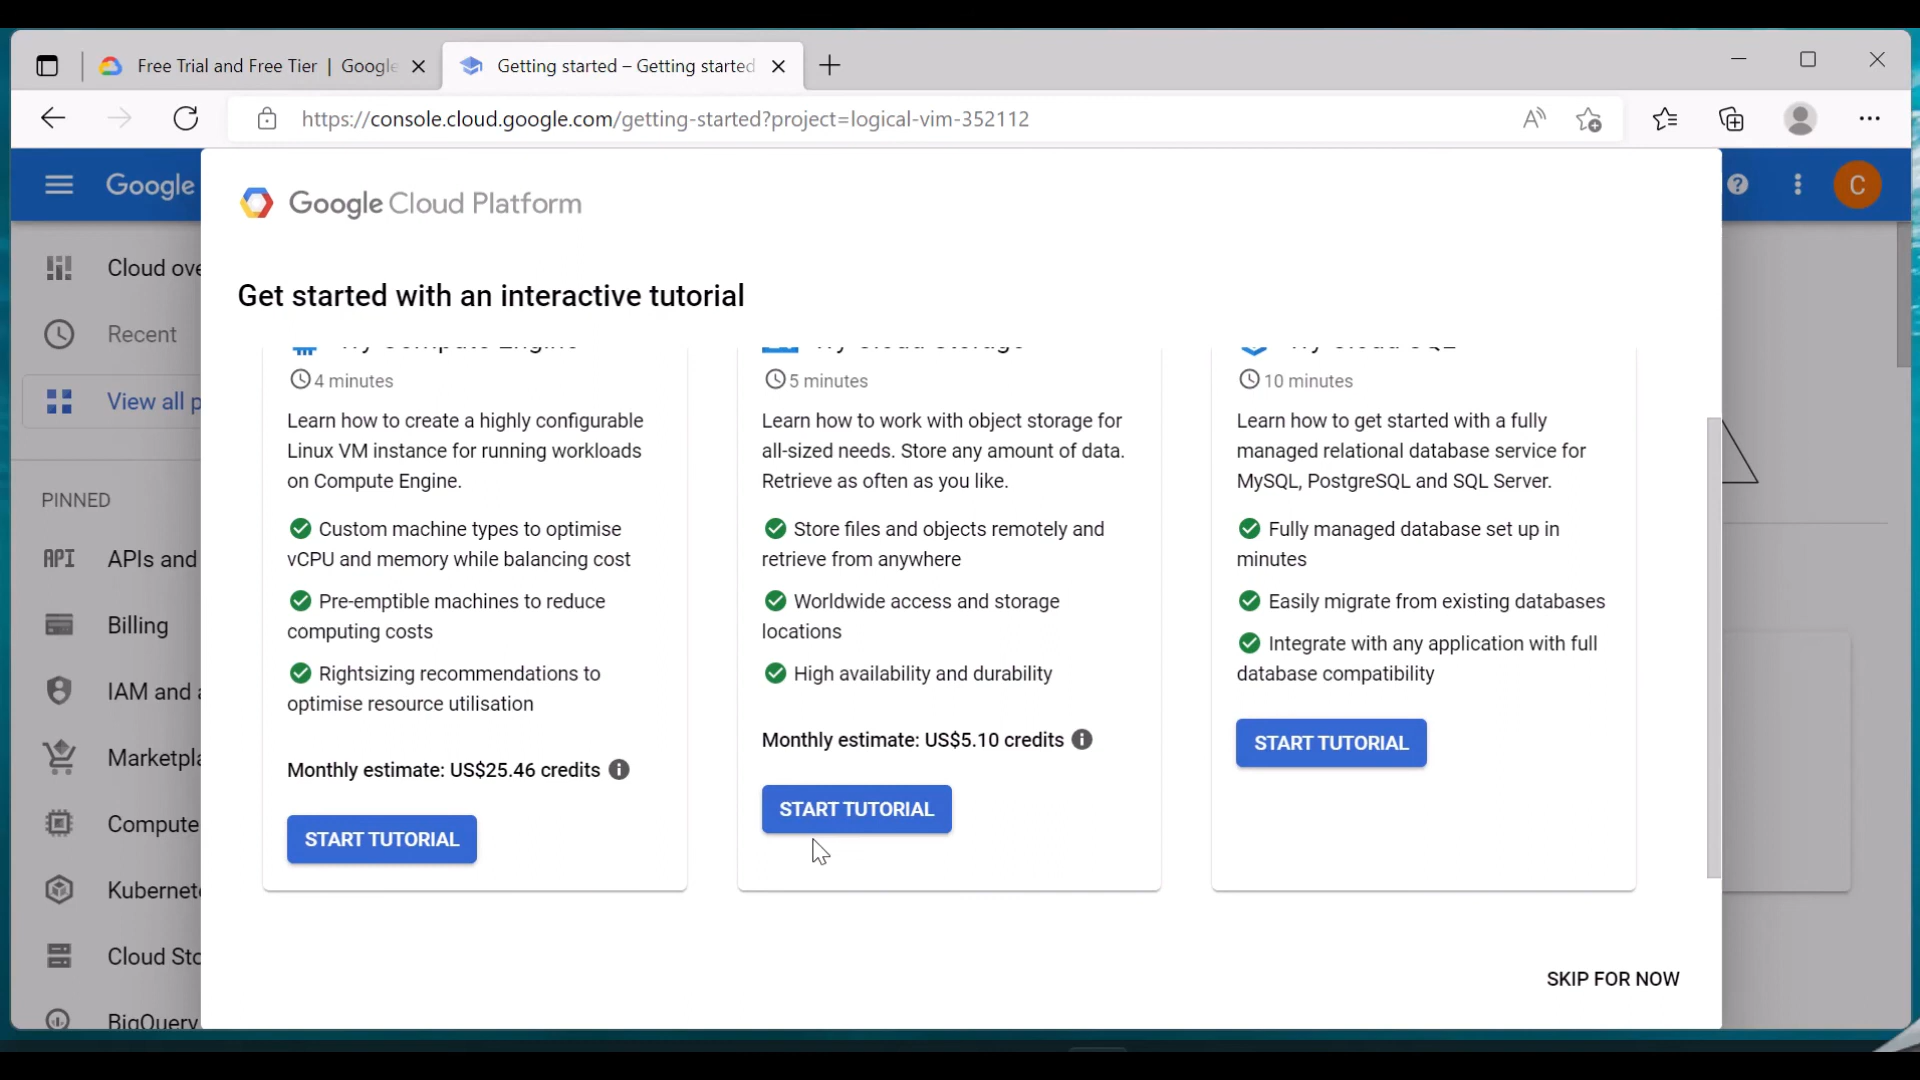 Free Trial and Free Tier | Google
Getting started – Getting started
https://console.cloud.google.com/getting-started?project=logical-vim-352112
Google
C
Google Cloud Platform
Get started with an interactive tutorial
Cloud ove
Recent
View all p
PINNED
API APIs and
Billing
IAM and a
Marketpla
Compute
Kubernete
Cloud Sto
BigQuery
Try Compute Engine
4 minutes
Learn how to create a highly configurable
Linux VM instance for running workloads
on Compute Engine.
Custom machine types to optimise
vCPU and memory while balancing cost
Pre-emptible machines to reduce
computing costs
Rightsizing recommendations to
optimise resource utilisation
Monthly estimate: US$25.46 credits
START TUTORIAL
Try Cloud Storage
5 minutes
Learn how to work with object storage for
all-sized needs. Store any amount of data.
Retrieve as often as you like.
Store files and objects remotely and
retrieve from anywhere
Worldwide access and storage
locations
High availability and durability
Monthly estimate: US$5.10 credits
START TUTORIAL
Try Cloud SQL
10 minutes
Learn how to get started with a fully
managed relational database service for
MySQL, PostgreSQL and SQL Server.
Fully managed database set up in
minutes
Easily migrate from existing databases
Integrate with any application with full
database compatibility
START TUTORIAL
SKIP FOR NOW